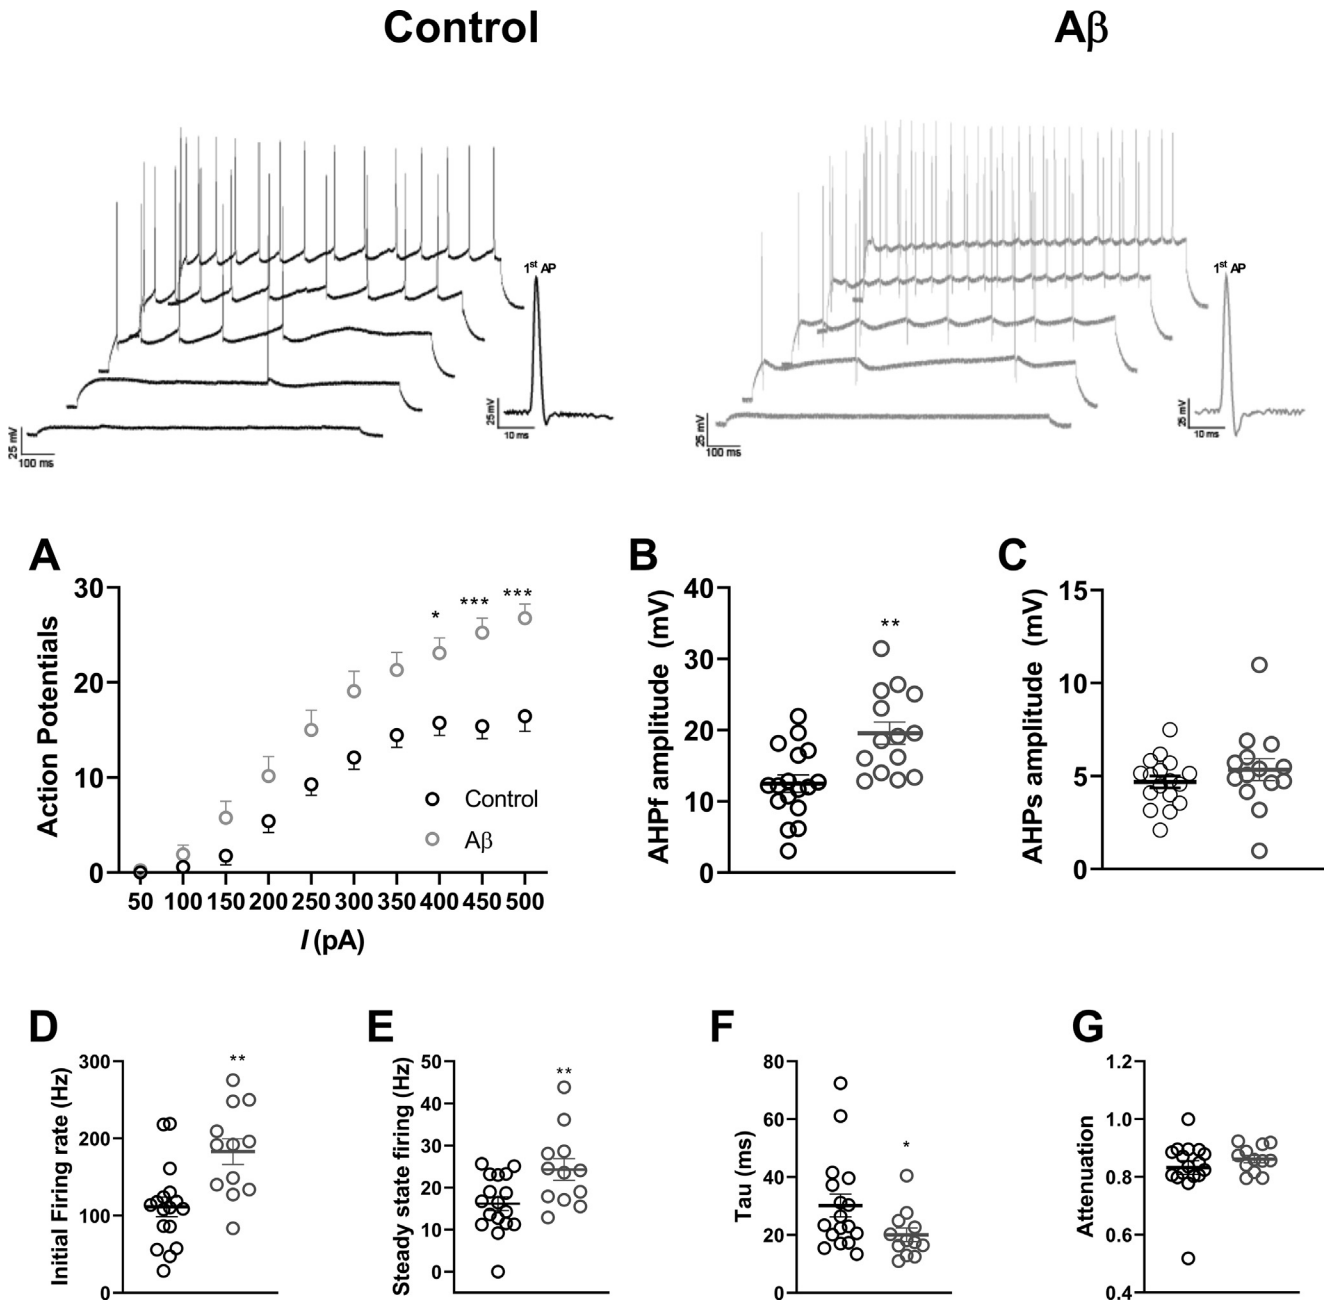 Control
Aβ
1st AP
25 mV
100 ms
25 mV
10 ms
1st AP
25 mV
100 ms
25 mV
10 ms
A
Action Potentials
30
20
10
0
50 100 150 200 250 300 350 400 450 500
I (pA)
* *** ***
Control
Aβ
B
AHPf amplitude (mV)
40
30
20
10
0
**
C
AHPs amplitude (mV)
15
10
5
0
D
Initial Firing rate (Hz)
300
200
100
0
**
E
Steady state firing (Hz)
50
40
30
20
10
0
**
F
Tau (ms)
80
60
40
20
0
*
G
Attenuation
1.2
1.0
0.8
0.6
0.4